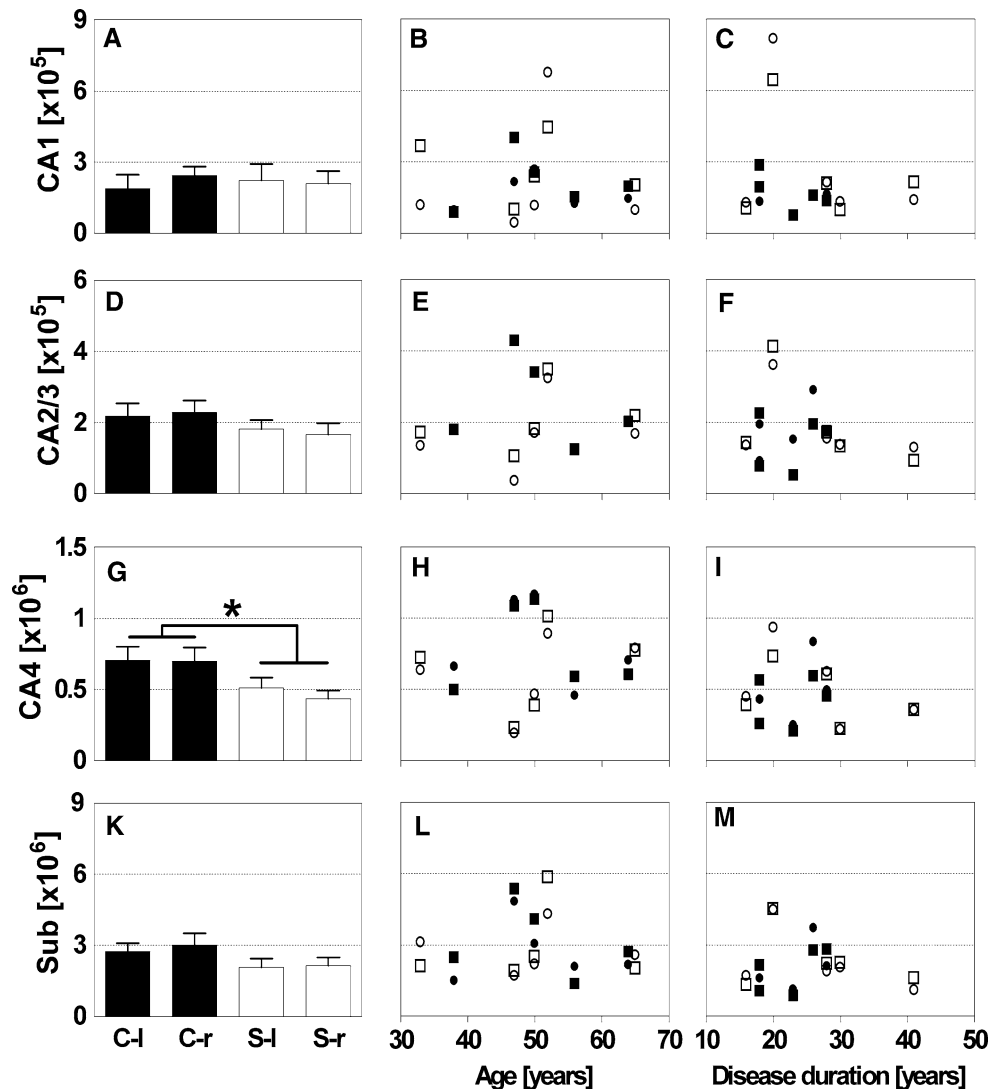 CA1 [x10⁵]
9
6
3
0
A
B
C
CA2/3 [x10⁵]
6
4
2
0
D
E
F
CA4 [x10⁶]
1.5
1
0.5
0
G
*
H
I
Sub [x10⁶]
9
6
3
0
K
L
M
C-l C-r S-l S-r
30 40 50 60 70
Age [years]
10 20 30 40 50
Disease duration [years]